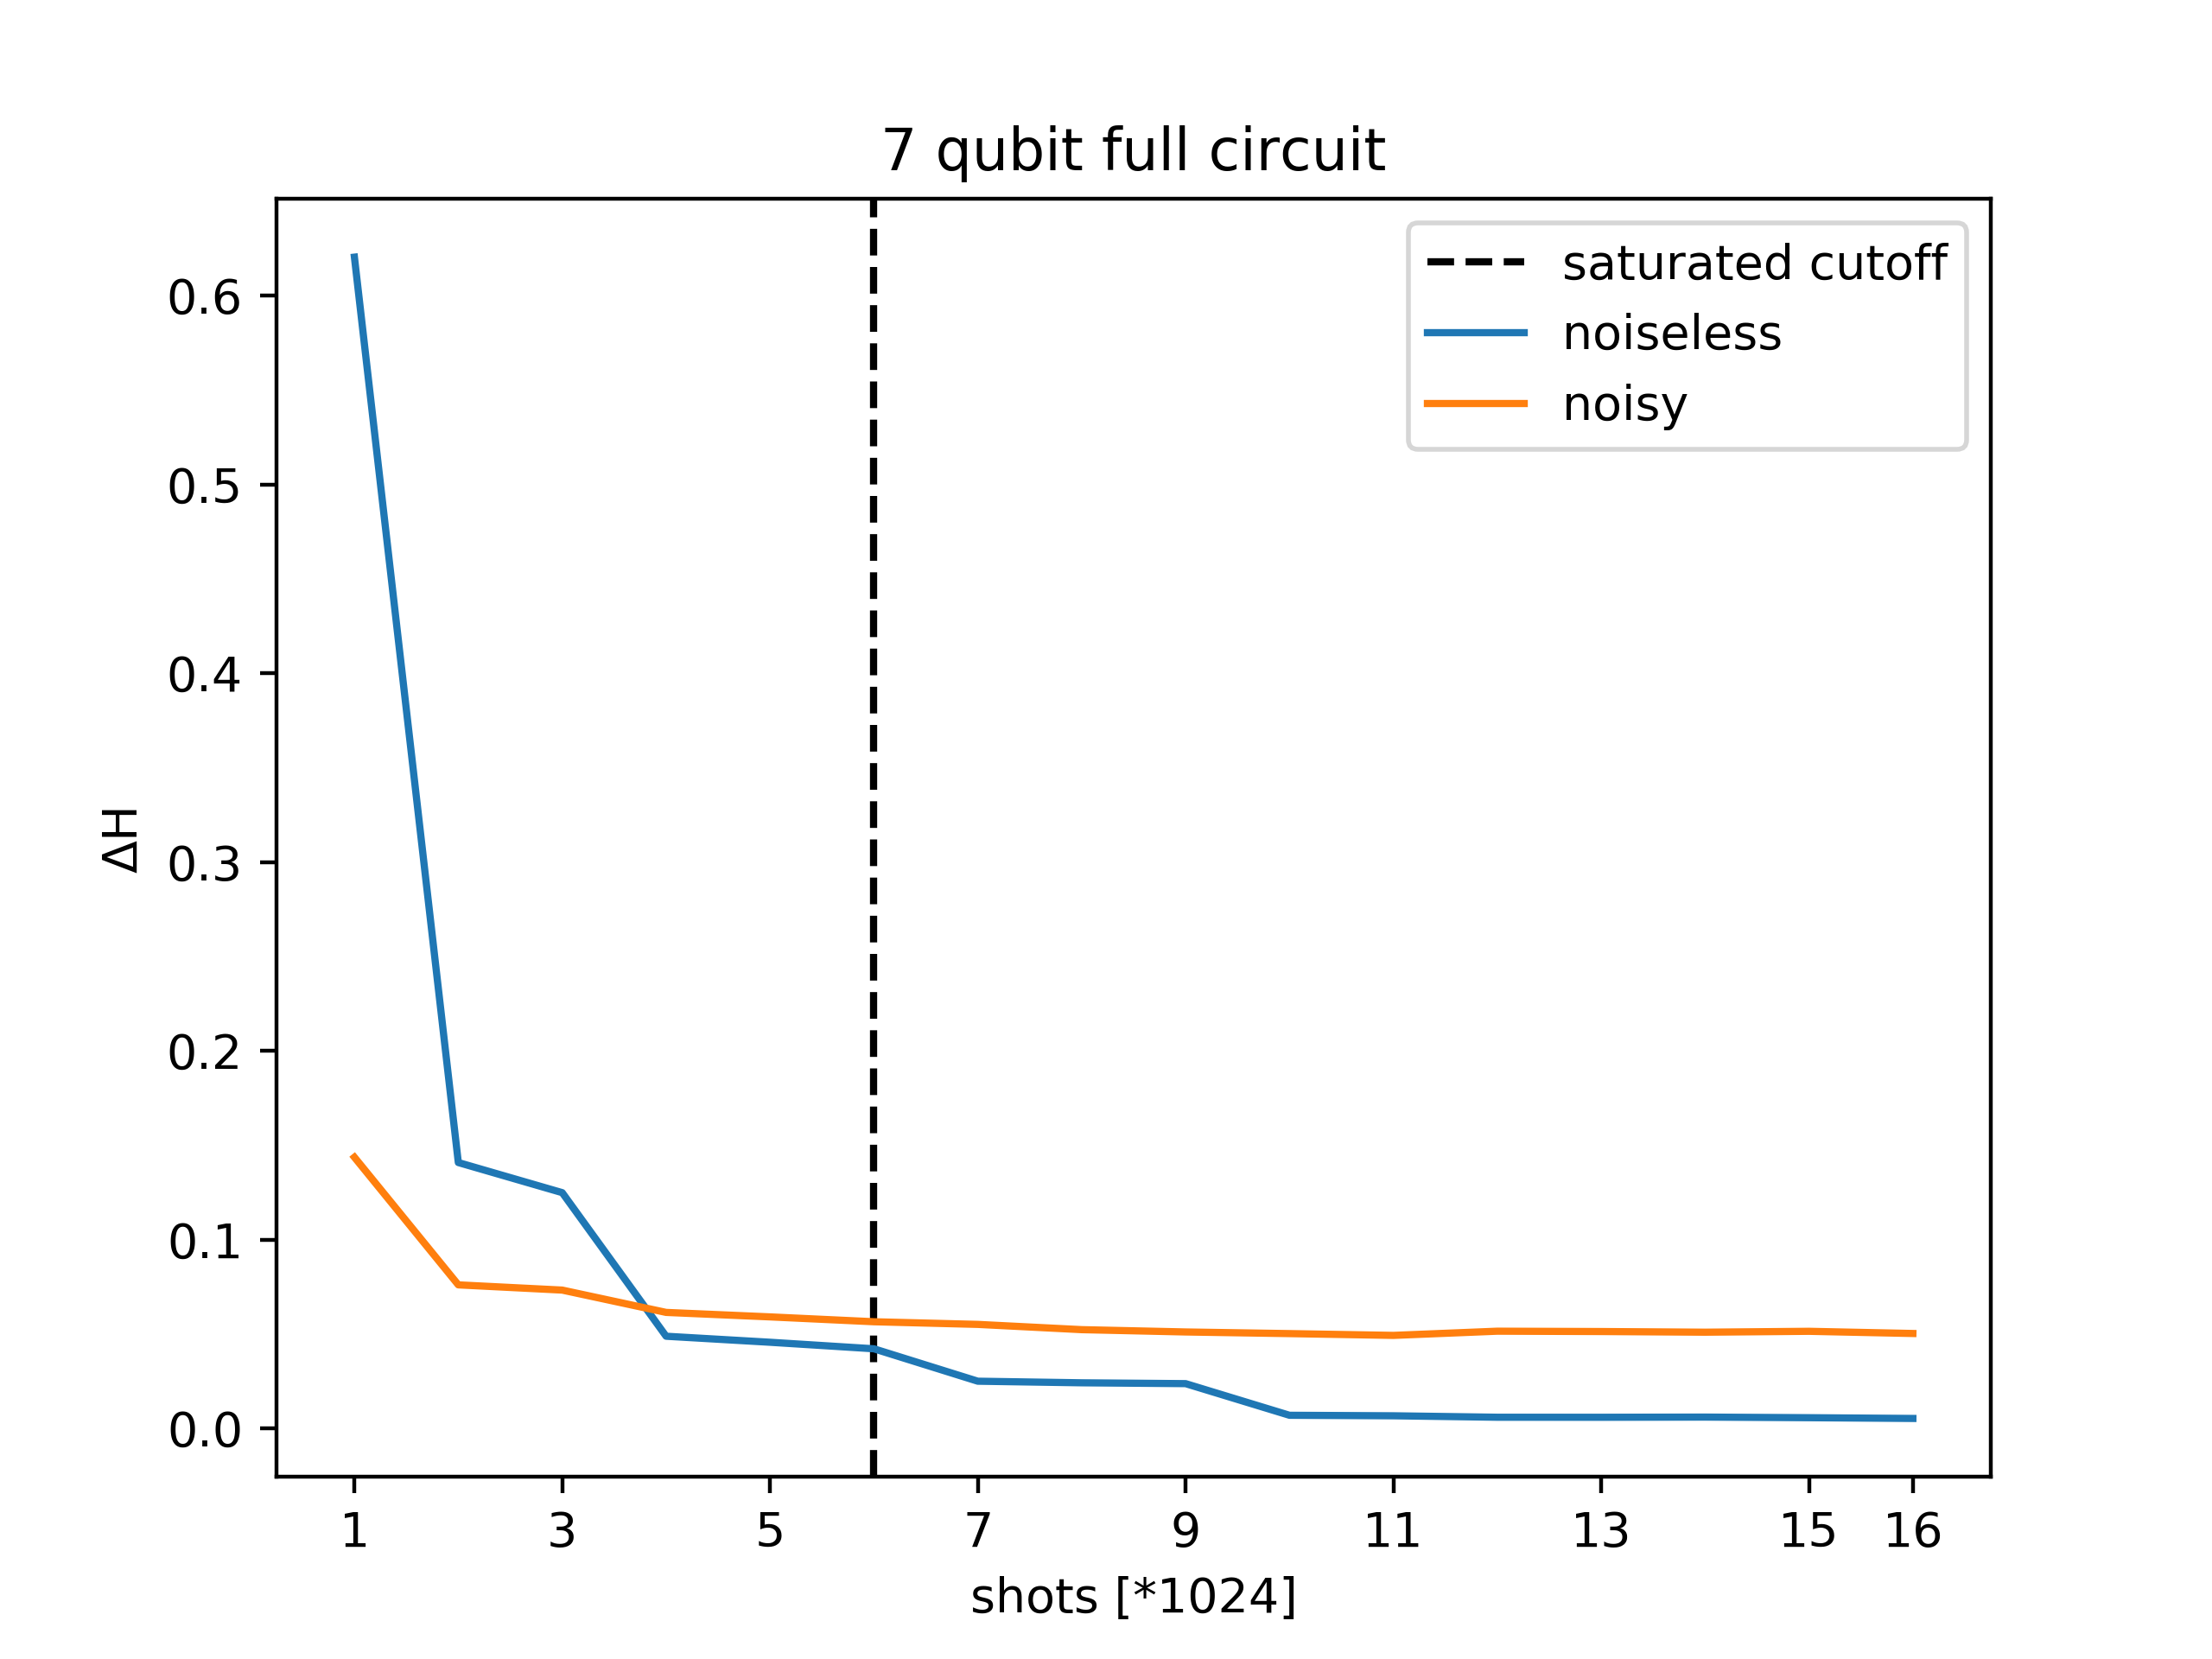 7 qubit full circuit
saturated cutoff
noiseless
noisy
0.6
0.5
0.4
0.3
0.2
0.1
0.0
ΔH
1 3 5 7 9 11 13 15 16
shots [*1024]